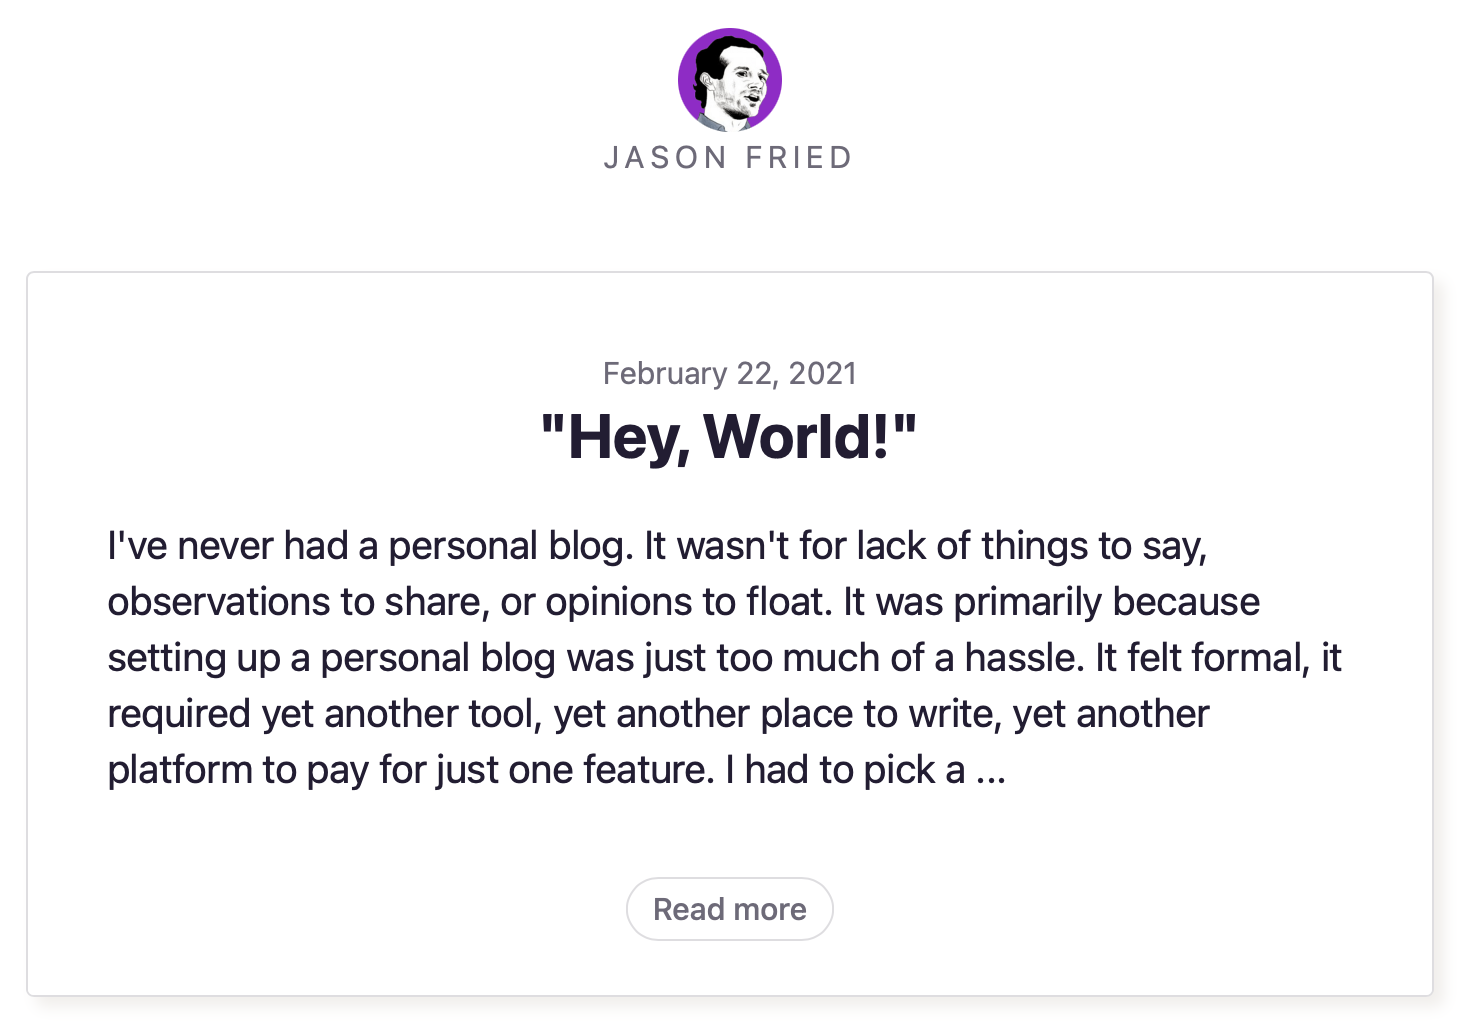 JASON FRIED
February 22, 2021
"Hey, World!"
I've never had a personal blog. It wasn't for lack of things to say,
observations to share, or opinions to float. It was primarily because
setting up a personal blog was just too much of a hassle. It felt formal, it
required yet another tool, yet another place to write, yet another
platform to pay for just one feature. I had to pick a ...
Read more